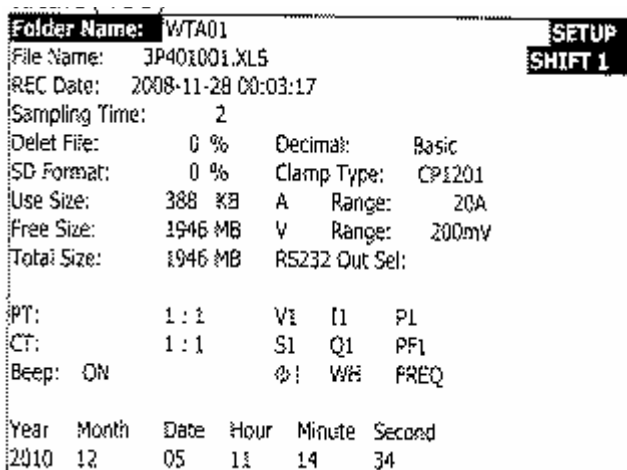 Folder Name: WTA01 SETUP
File Name: 3P401001.XLS SHIFT 1
REC Date: 2008-11-28 00:03:17
Sampling Time: 2
Delet File: 0 % Decimal: Basic
SD Format: 0 % Clamp Type: CP1201
Use Size: 388 KB A Range: 20A
Free Size: 1946 MB V Range: 200mV
Total Size: 1946 MB RS232 Out Sel:
PT: 1 : 1 V1 I1 P1
CT: 1 : 1 S1 Q1 PF1
Beep: ON Φ1 WH FREQ
Year Month Date Hour Minute Second
2010 12 05 11 14 34